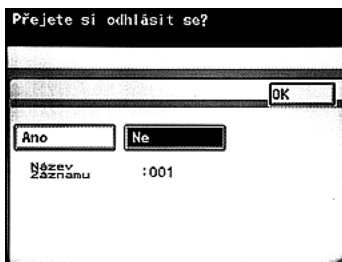 Přejete si odhlásit se?
OK
Ano Ne
Název
Záznamu :001